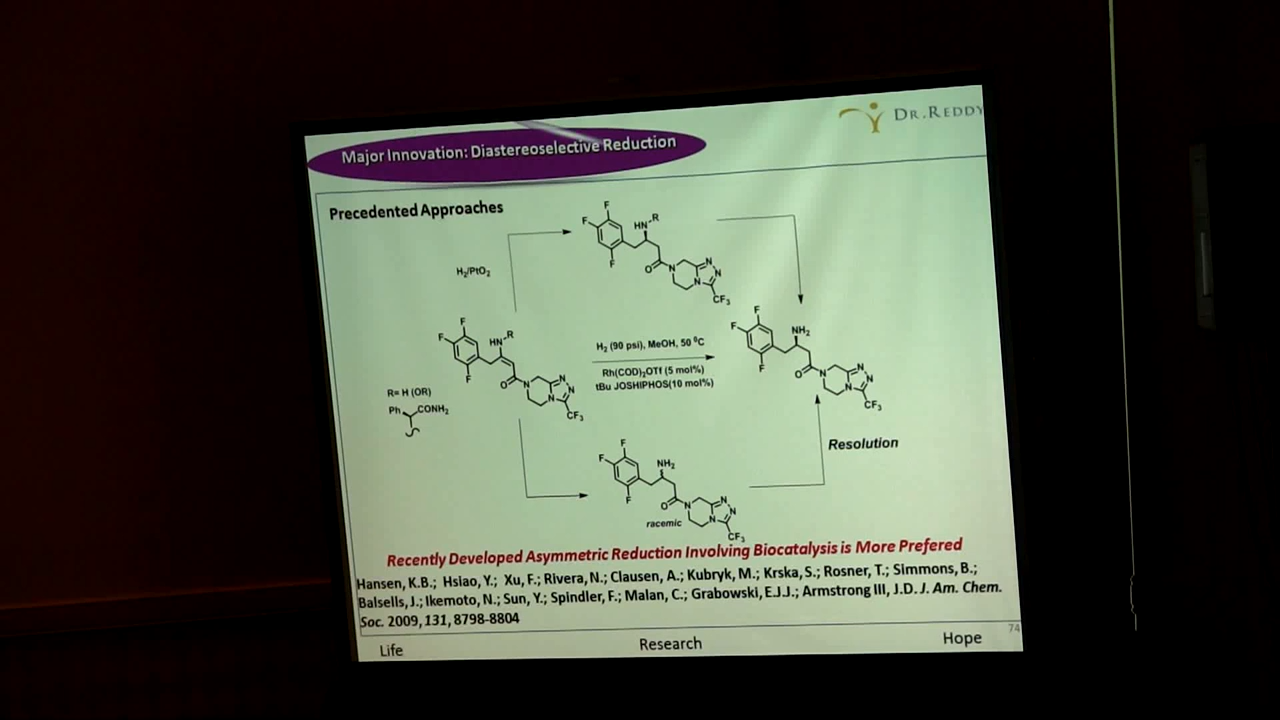 DR.REDDY
Major Innovation: Diastereoselective Reduction
Precedented Approaches
F
F
F
HN
R
O
N
N
N
N
CF₃
H₂/PtO₂
F
F
F
HN
R
O
N
N
N
N
CF₃
R= H (OR)
Ph
CONH₂
H₂ (90 psi), MeOH, 50 ⁰C
Rh(COD)₂OTf (5 mol%)
tBu JOSHIPHOS(10 mol%)
F
F
F
NH₂
O
N
N
N
N
CF₃
Resolution
F
F
F
NH₂
O
N
N
N
N
CF₃
racemic
Recently Developed Asymmetric Reduction Involving Biocatalysis is More Prefered
Hansen, K.B.; Hsiao, Y.; Xu, F.; Rivera, N.; Clausen, A.; Kubryk, M.; Krska, S.; Rosner, T.; Simmons, B.;
Balsells, J.; Ikemoto, N.; Sun, Y.; Spindler, F.; Malan, C.; Grabowski, E.J.J.; Armstrong III, J.D. J. Am. Chem.
Soc. 2009, 131, 8798-8804
74
Life Research Hope